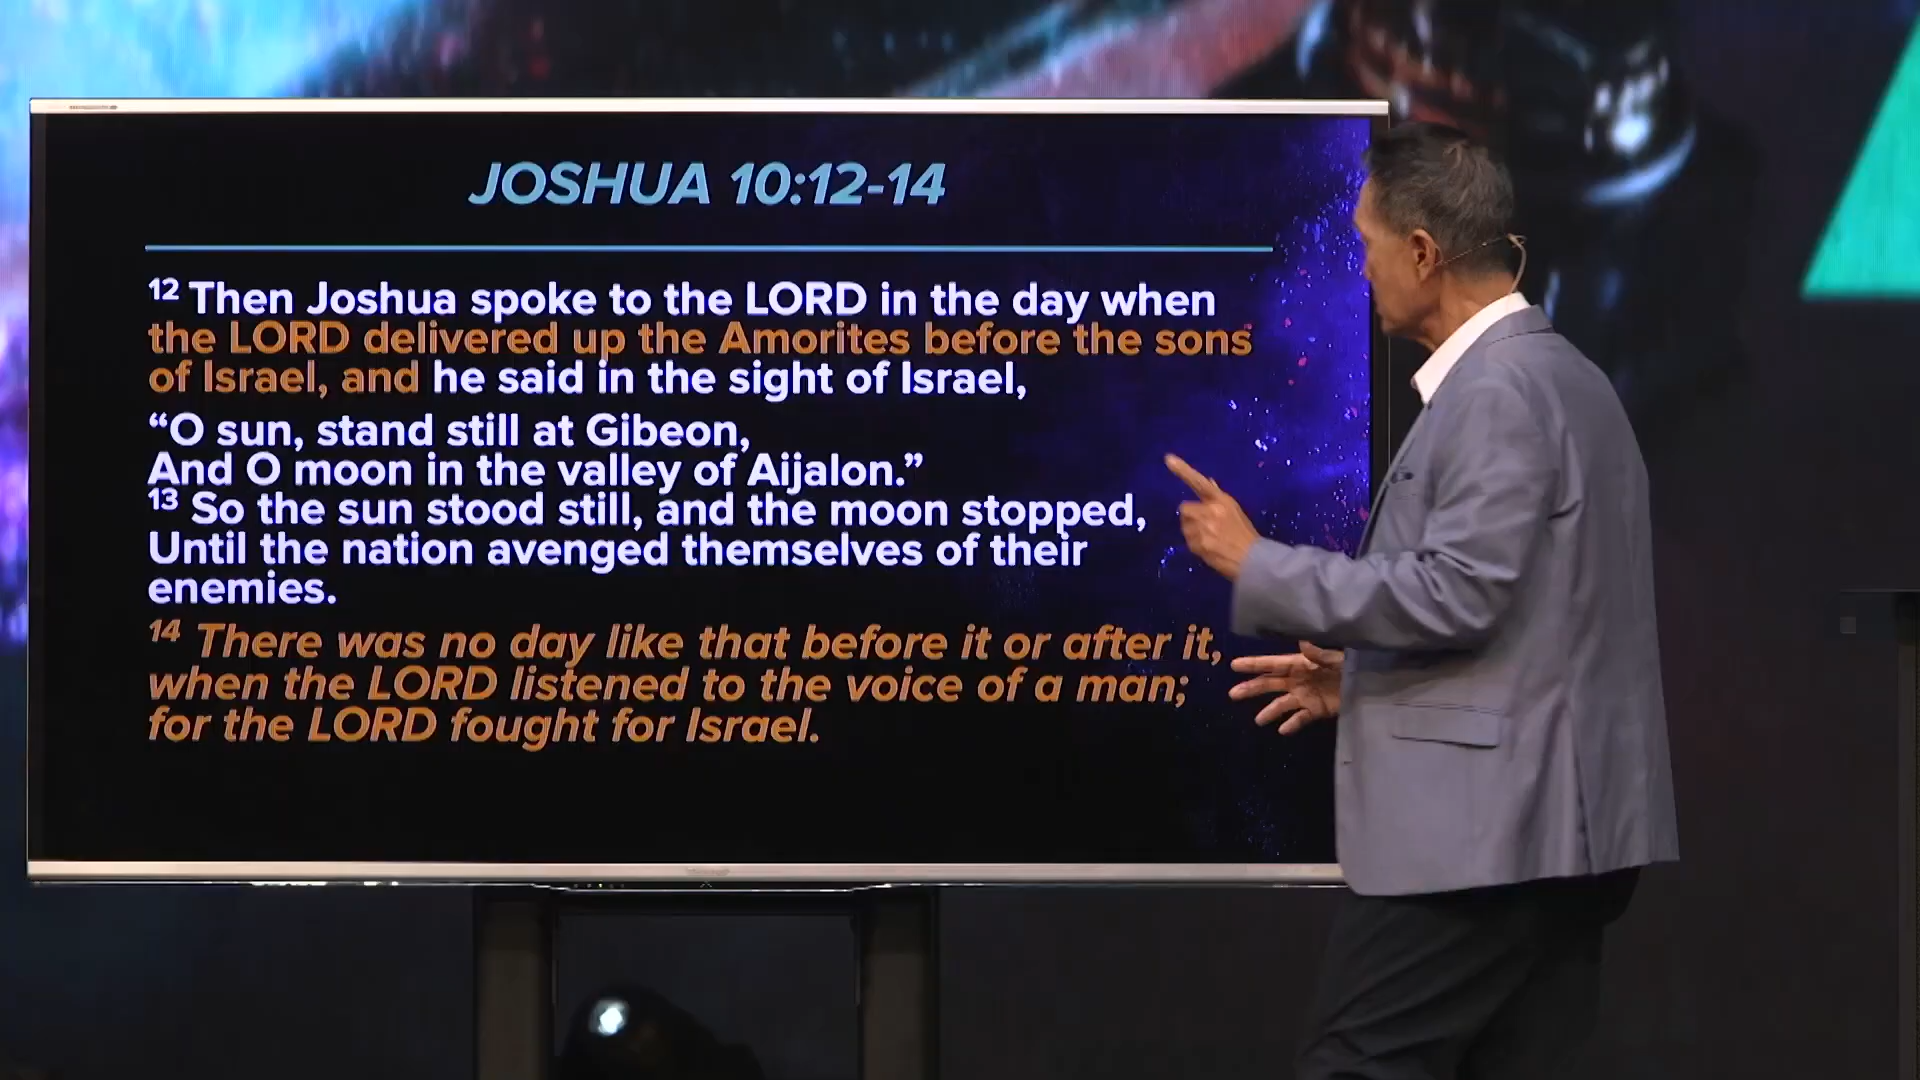 JOSHUA 10:12-14
12 Then Joshua spoke to the LORD in the day when
the LORD delivered up the Amorites before the sons
of Israel, and he said in the sight of Israel,
“O sun, stand still at Gibeon,
And O moon in the valley of Aijalon.”
13 So the sun stood still, and the moon stopped,
Until the nation avenged themselves of their
enemies.
14 There was no day like that before it or after it,
when the LORD listened to the voice of a man;
for the LORD fought for Israel.